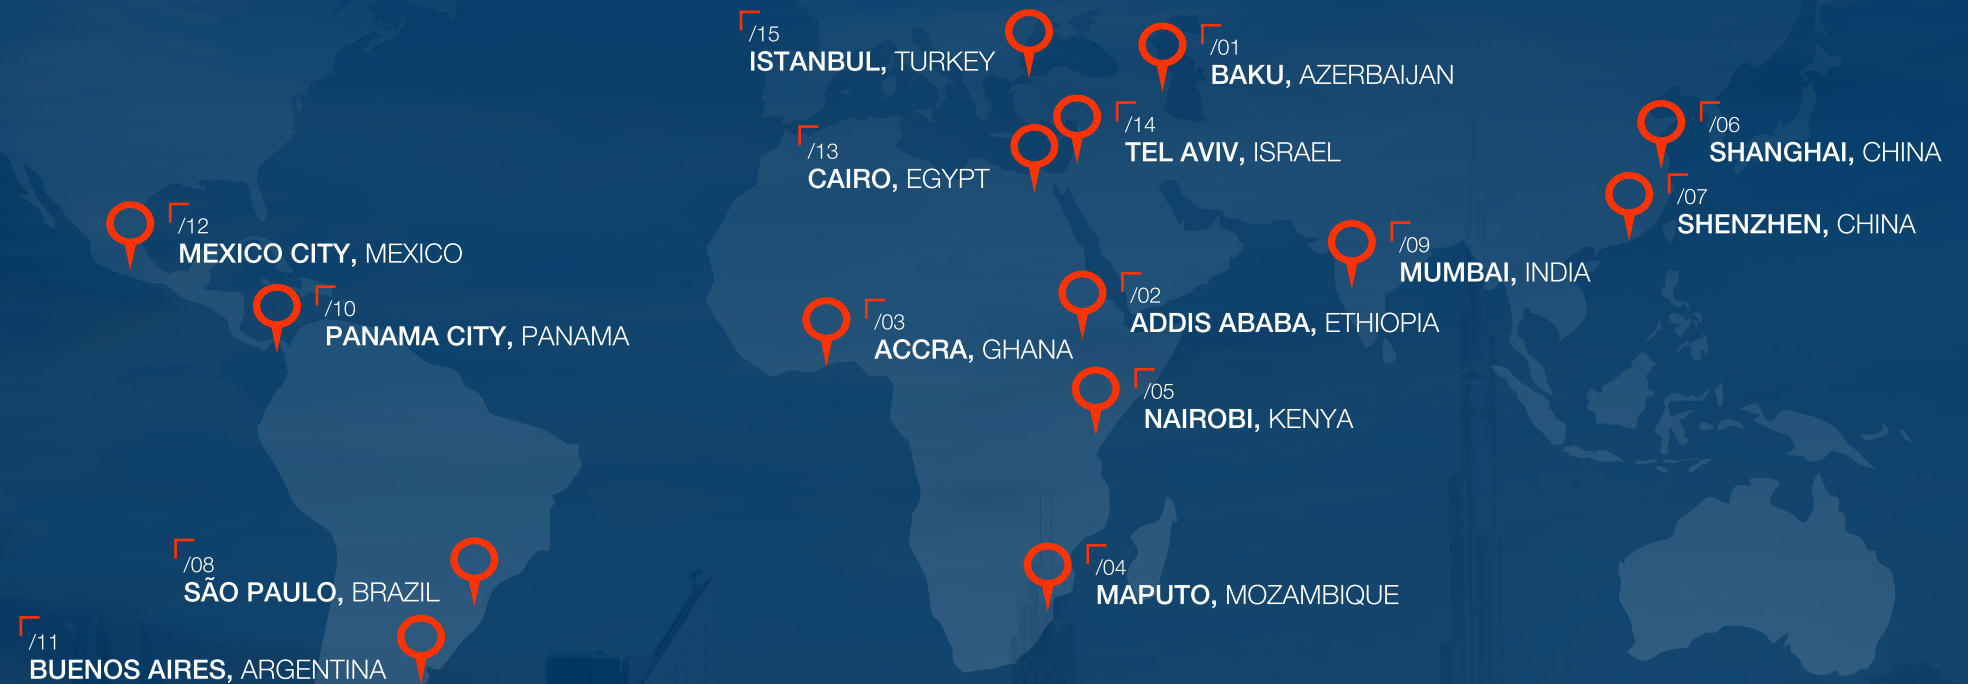 /15
ISTANBUL, TURKEY
/01
BAKU, AZERBAIJAN
/14
TEL AVIV, ISRAEL
/06
SHANGHAI, CHINA
/13
CAIRO, EGYPT
/07
SHENZHEN, CHINA
/12
MEXICO CITY, MEXICO
/09
MUMBAI, INDIA
/10
PANAMA CITY, PANAMA
/02
ADDIS ABABA, ETHIOPIA
/03
ACCRA, GHANA
/05
NAIROBI, KENYA
/08
SÃO PAULO, BRAZIL
/04
MAPUTO, MOZAMBIQUE
/11
BUENOS AIRES, ARGENTINA